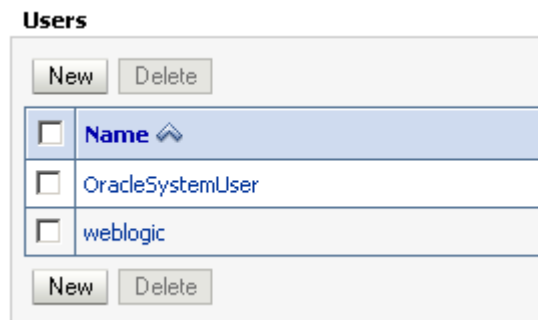 Users
New Delete
Name
OracleSystemUser
weblogic
New Delete